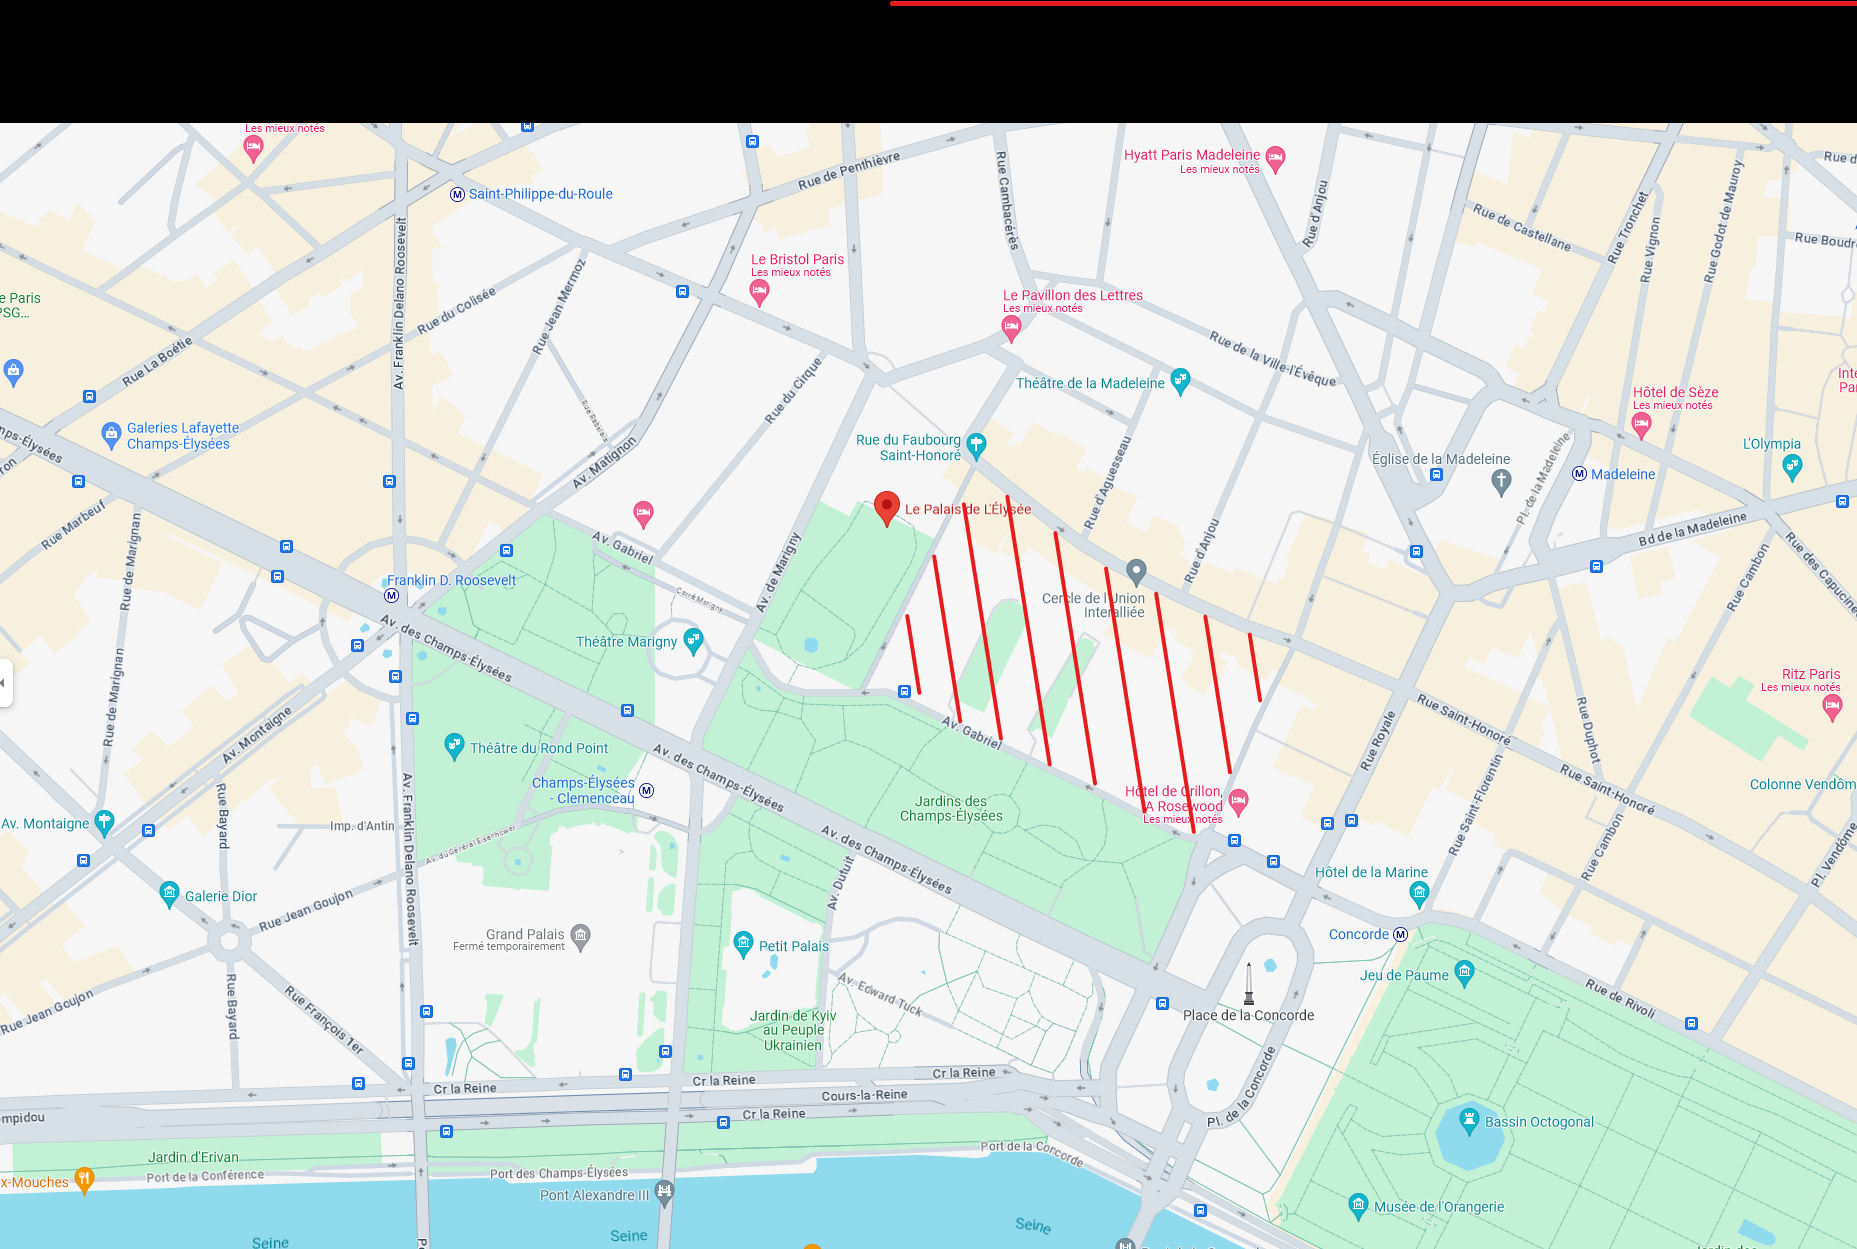 Les mieux notés
Saint-Philippe-du-Roule
Rue de Penthièvre
Rue Cambacérès
Hyatt Paris Madeleine
Les mieux notés
Rue d'Anjou
Rue de Castellane
Rue Tronchet
Rue Vignon
Rue Godot de Mauroy
Rue d
Rue Boudr
e Paris
PSG...
Av. Franklin Delano Roosevelt
Rue du Colisée
Rue Jean Mermoz
Le Bristol Paris
Les mieux notés
Le Pavillon des Lettres
Les mieux notés
Rue La Boétie
Rue de la Ville-l'Évêque
Rue du Cirque
Théâtre de la Madeleine
Hôtel de Sèze
Les mieux notés
Inte
Pa
Galeries Lafayette
Champs-Élysées
mps-Élysées
ron
Rue Rabelais
Av. Matignon
Rue du Faubourg
Saint-Honoré
Rue d'Aguesseau
Église de la Madeleine
Pl. de la Madeleine
Madeleine
L'Olympia
Rue Marbeuf
Rue de Marignan
Le Palais de L'Élysée
Av. Gabriel
Av. de Marigny
Rue d'Anjou
Bd de la Madeleine
Rue des Capucine
Rue Cambon
Franklin D. Roosevelt
Carré Marigny
Cercle de l'Union
Interalliée
Av. des Champs-Élysées
Théâtre Marigny
Rue de Marignan
Av. Montaigne
Ritz Paris
Les mieux notés
Av. Gabriel
Rue Royale
Rue Saint-Honoré
Rue Duphot
Théâtre du Rond Point
Av. des Champs-Élysées
Champs-Élysées
- Clemenceau
Rue Saint-Florentin
Rue Saint-Honoré
Colonne Vendôm
Jardins des
Champs-Élysées
Hôtel de Crillon,
A Rosewood
Les mieux notés
Av. Montaigne
Rue Bayard
Imp. d'Antin
Av. Franklin Delano Roosevelt
Av. du Général Eisenhower
Av. des Champs-Élysées
Rue Cambon
Pl. Vendôme
Av. Dutuit
Hôtel de la Marine
Galerie Dior
Rue Jean Goujon
Grand Palais
Fermé temporairement
Petit Palais
Concorde
Jeu de Paume
Rue Jean Goujon
Rue Bayard
Rue François 1er
Av. Edward Tuck
Jardin de Kyiv
au Peuple
Ukrainien
Place de la Concorde
Rue de Rivoli
Cr la Reine
Cr la Reine
Cr la Reine
Cours-la-Reine
Cr la Reine
ompidou
Pl. de la Concorde
Bassin Octogonal
Jardin d'Erivan
Port de la Conférence
Port des Champs-Élysées
Port de la Concorde
x-Mouches
Pont Alexandre III
Musée de l'Orangerie
Seine
Seine
Seine